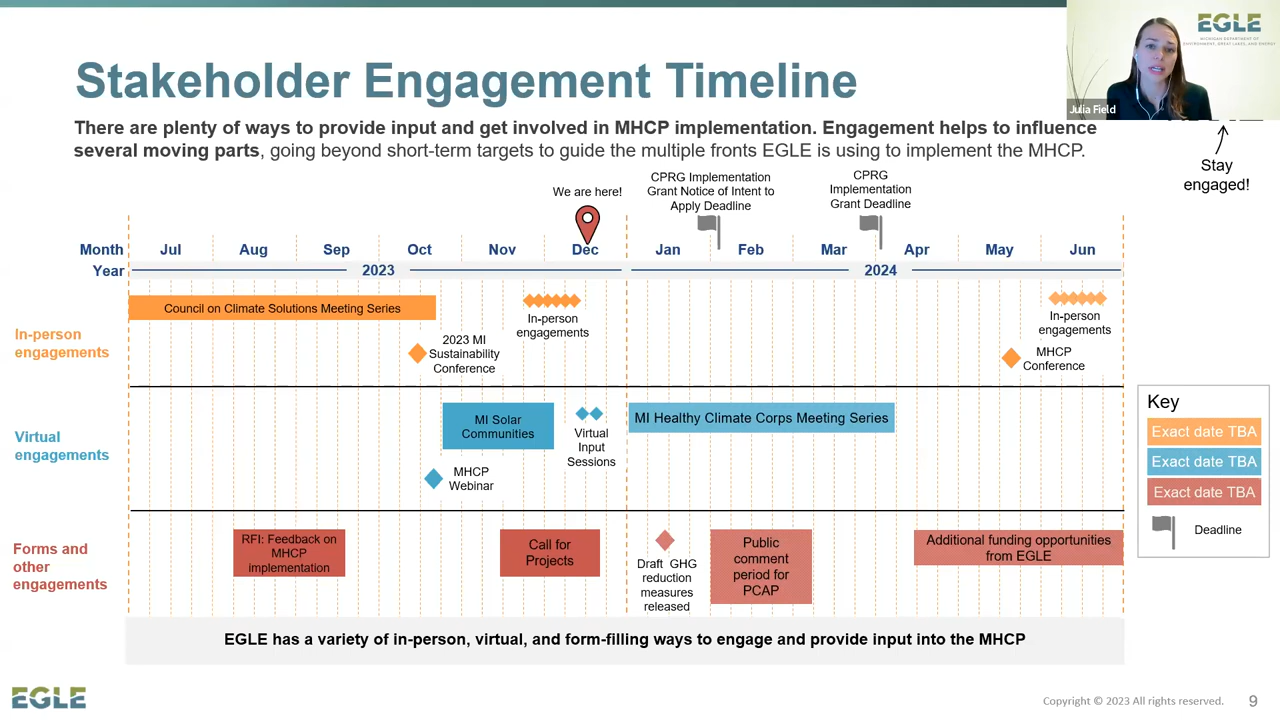 EGLE
MICHIGAN DEPARTMENT OF
ENVIRONMENT, GREAT LAKES, AND ENERGY
Julia Field
Stakeholder Engagement Timeline
There are plenty of ways to provide input and get involved in MHCP implementation. Engagement helps to influence
several moving parts, going beyond short-term targets to guide the multiple fronts EGLE is using to implement the MHCP.
Stay
engaged!
We are here!
CPRG Implementation
Grant Notice of Intent to
Apply Deadline
CPRG
Implementation
Grant Deadline
Month Jul Aug Sep Oct Nov Dec Jan Feb Mar Apr May Jun
Year 2023 2024
In-person
engagements
Council on Climate Solutions Meeting Series
2023 MI
Sustainability
Conference
In-person
engagements
In-person
engagements
MHCP
Conference
Virtual
engagements
MI Solar
Communities
MHCP
Webinar
Virtual
Input
Sessions
MI Healthy Climate Corps Meeting Series
Forms and
other
engagements
RFI: Feedback on
MHCP
implementation
Call for
Projects
Draft GHG
reduction
measures
released
Public
comment
period for
PCAP
Additional funding opportunities
from EGLE
Key
Exact date TBA
Exact date TBA
Exact date TBA
Deadline
EGLE has a variety of in-person, virtual, and form-filling ways to engage and provide input into the MHCP
EGLE
Copyright © 2023 All rights reserved.
9